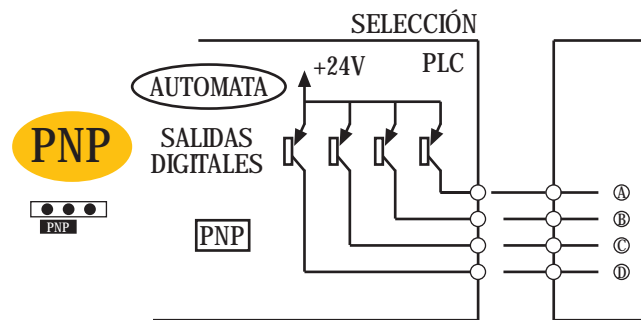 SELECCIÓN
+24V
PLC
AUTOMATA
PNP
SALIDAS
DIGITALES
PNP
PNP
A
B
C
D